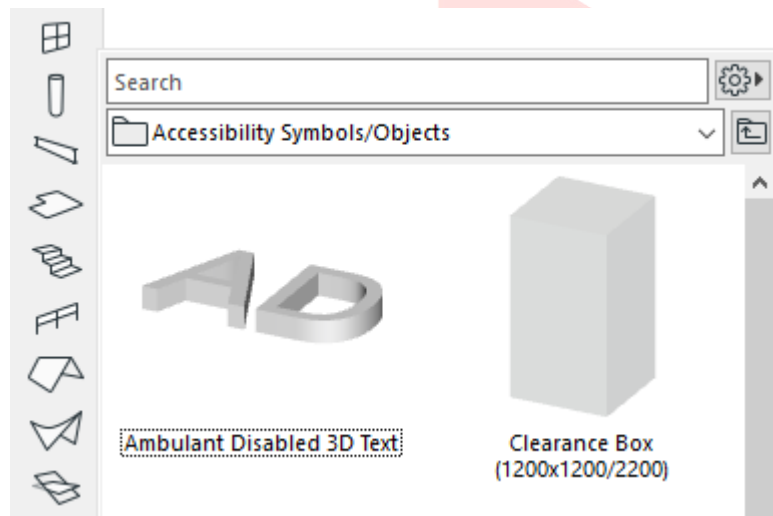 Search
Accessibility Symbols/Objects
AD
Ambulant Disabled 3D Text
Clearance Box
(1200x1200/2200)